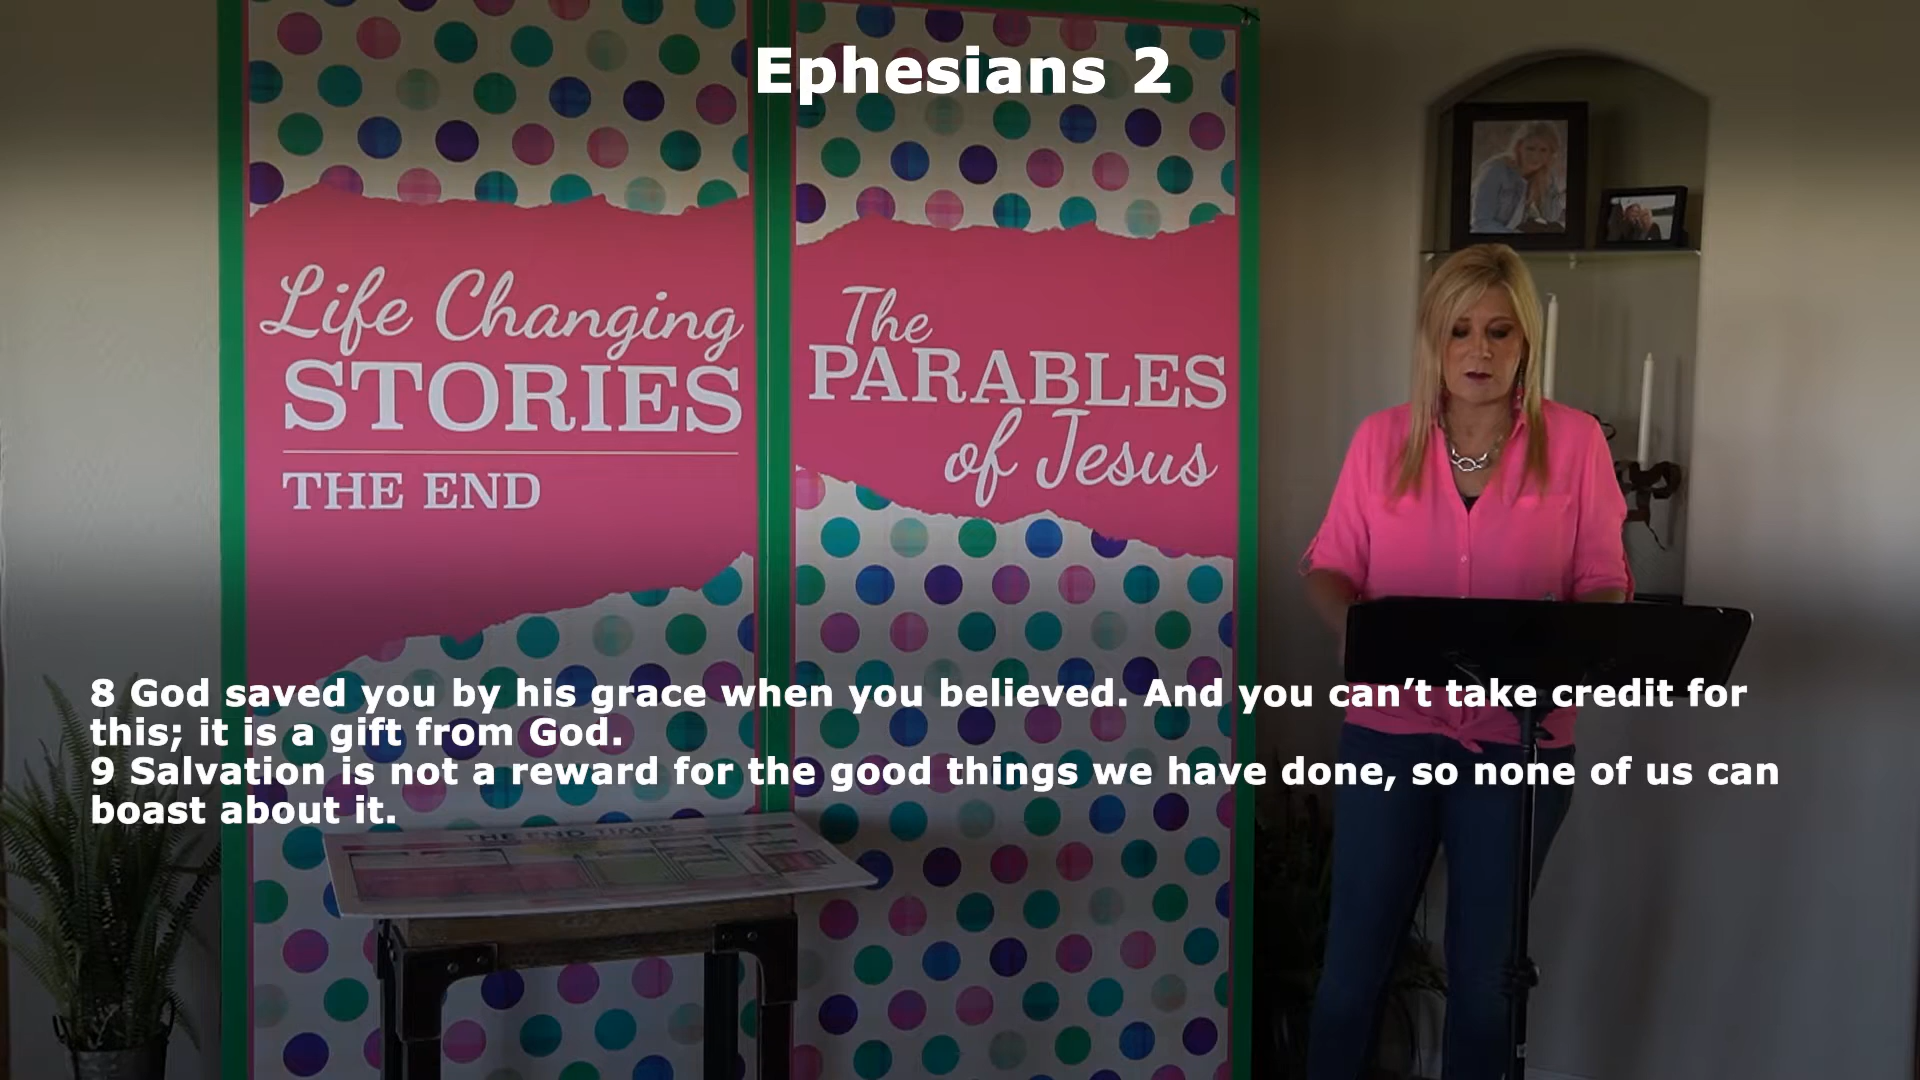 Ephesians 2
Life Changing
STORIES
THE END
The
PARABLES
of Jesus
8 God saved you by his grace when you believed. And you can’t take credit for
this; it is a gift from God.
9 Salvation is not a reward for the good things we have done, so none of us can
boast about it.
THE END TIMES